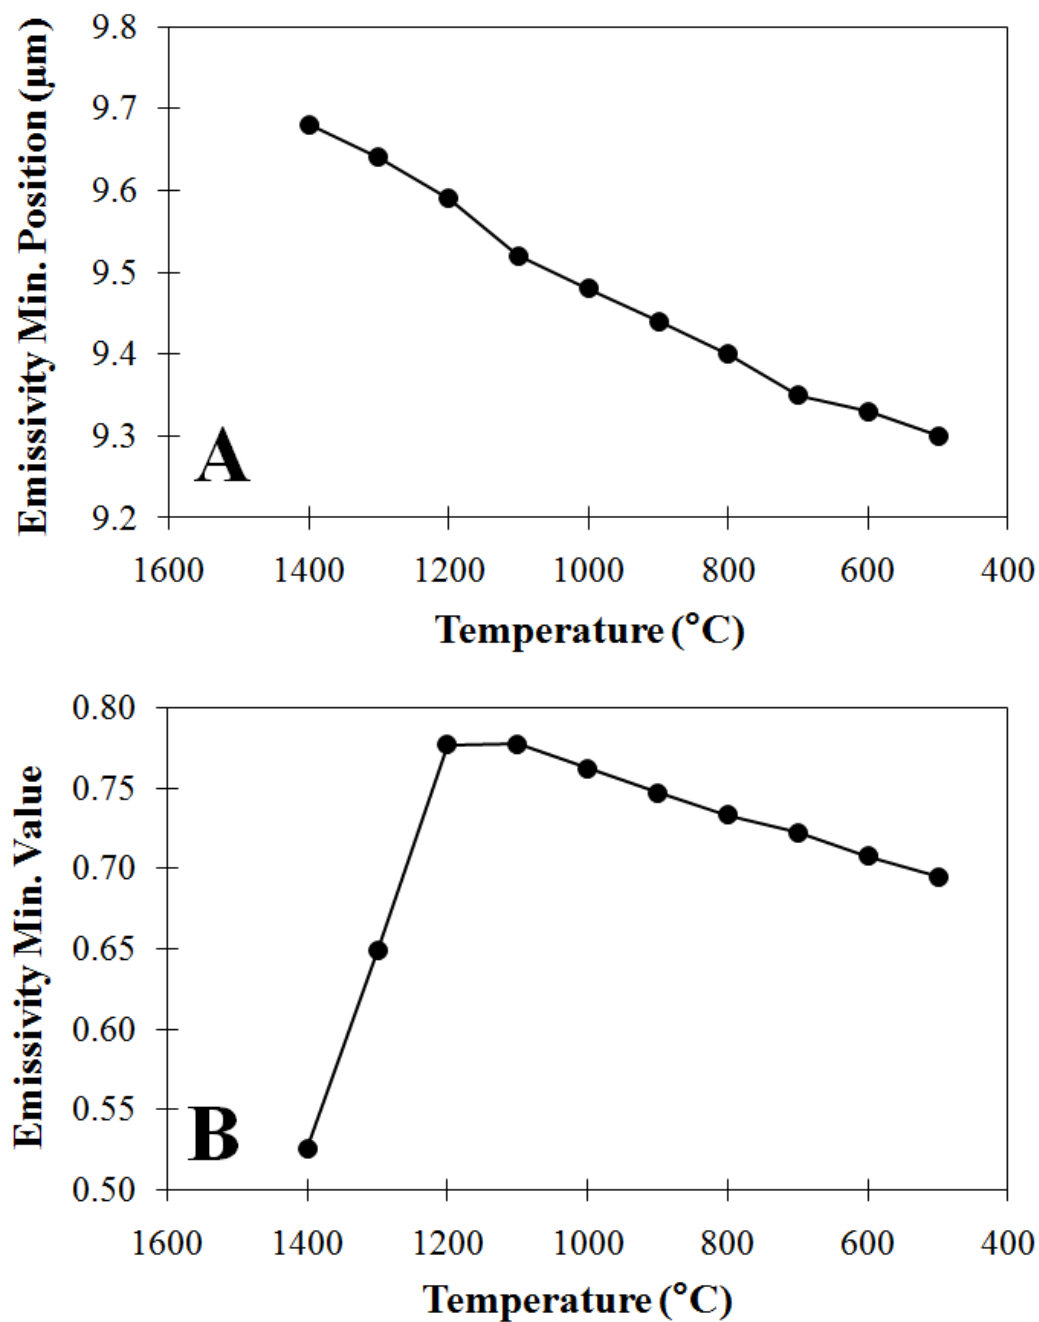 Emissivity Min. Position (µm)
9.8
9.7
9.6
9.5
9.4
9.3
9.2
A
1600 1400 1200 1000 800 600 400
Temperature (°C)
Emissivity Min. Value
0.80
0.75
0.70
0.65
0.60
0.55
0.50
B
1600 1400 1200 1000 800 600 400
Temperature (°C)